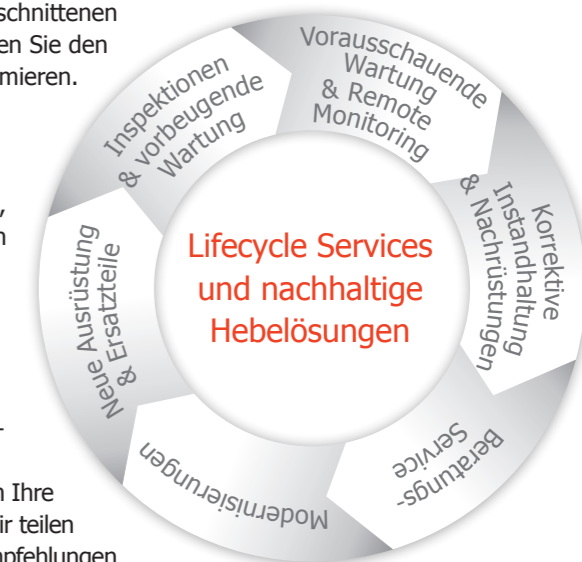 schnittenen
en Sie den
mieren.
,
n
-
n Ihre
ir teilen
npfehlungen
Inspektionen
& vorbeugende
Wartung
Vorausschauende
Wartung
& Remote
Monitoring
Korrektive
Instandhaltung
& Nachrüstungen
Beratungs-
Service
Modernisierungen
Neue Ausrüstung
& Ersatzteile
Lifecycle Services
und nachhaltige
Hebelösungen